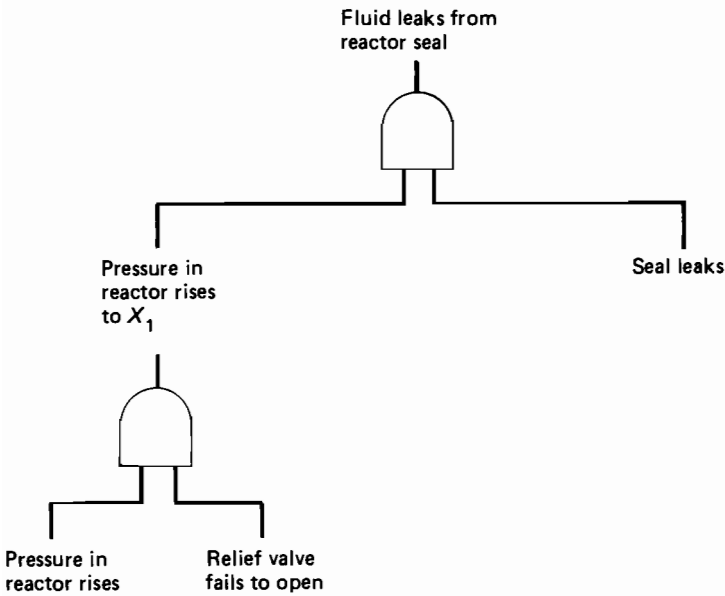 Fluid leaks from
reactor seal
Pressure in
reactor rises
to X₁
Seal leaks
Pressure in
reactor rises
Relief valve
fails to open